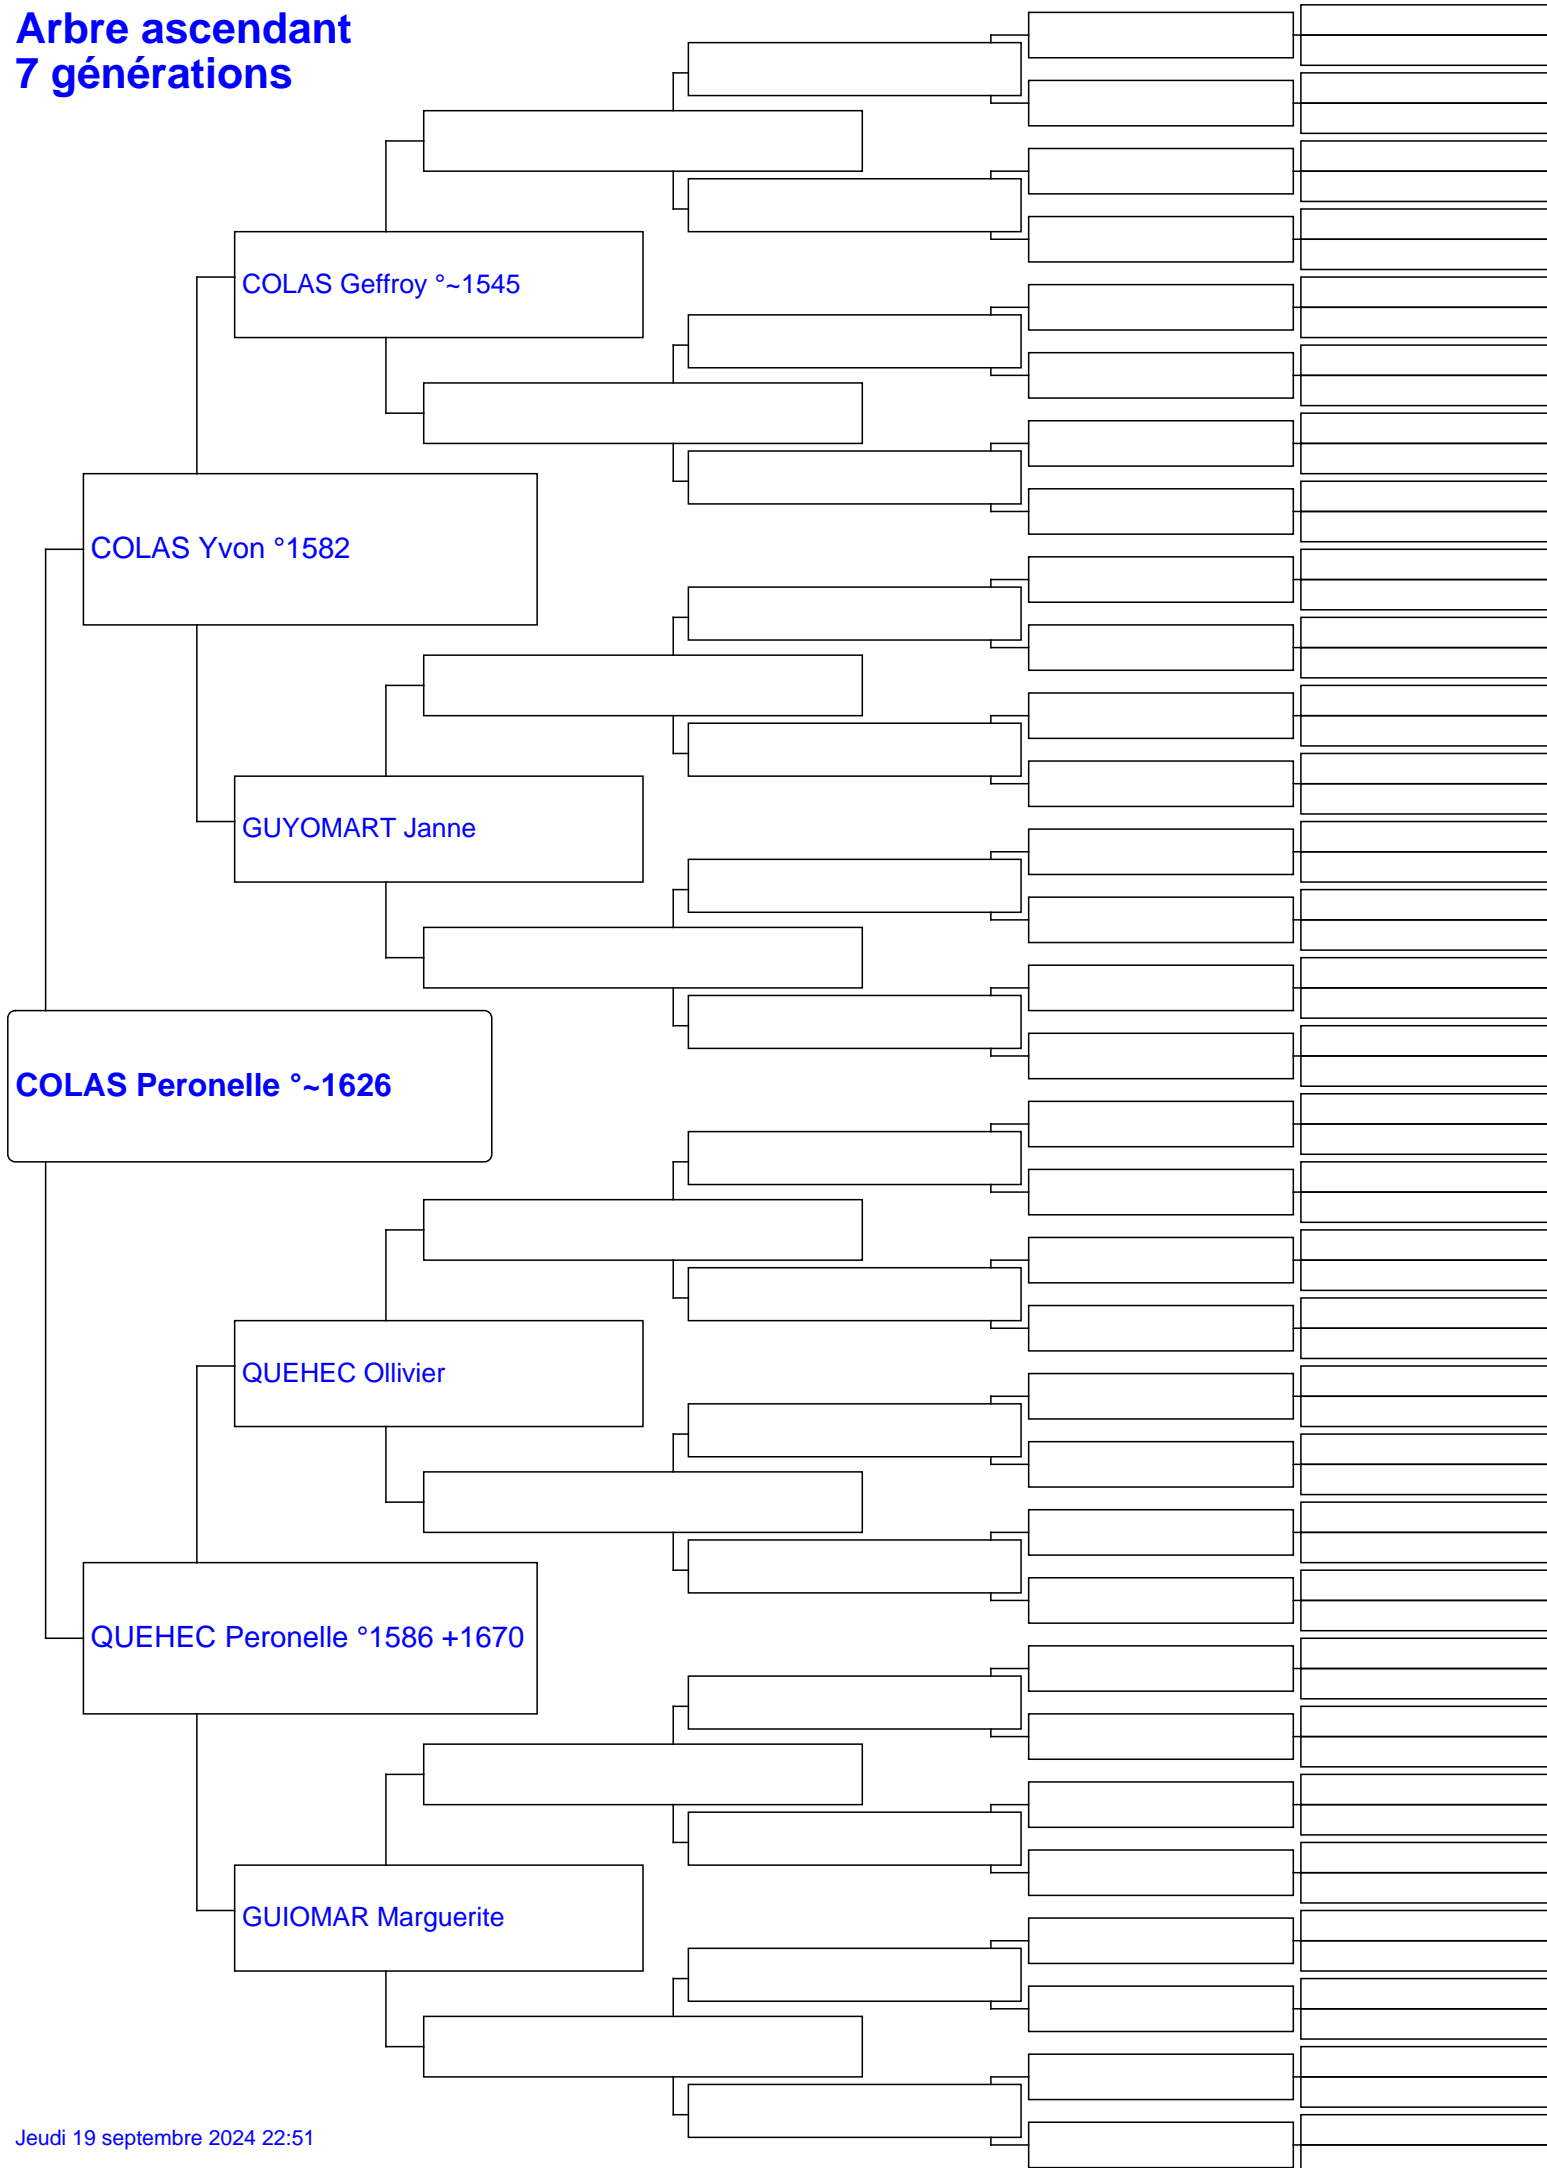 Arbre ascendant
7 générations
COLAS Geffroy °~1545
COLAS Yvon °1582
GUYOMART Janne
COLAS Peronelle °~1626
QUEHEC Ollivier
QUEHEC Peronelle °1586 +1670
GUIOMAR Marguerite
Jeudi 19 septembre 2024 22:51